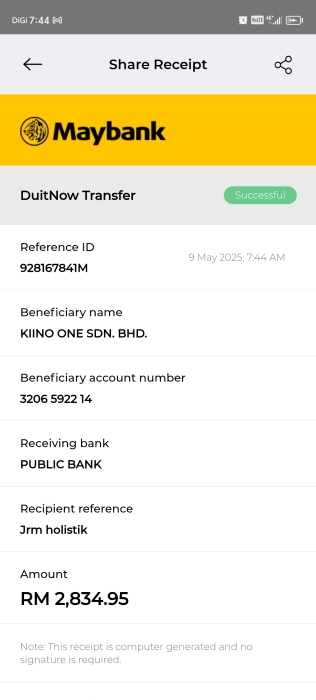 DiGi 7:44
Share Receipt
Maybank
DuitNow Transfer
Successful
Reference ID
928167841M
9 May 2025, 7:44 AM
Beneficiary name
KIINO ONE SDN. BHD.
Beneficiary account number
3206 5922 14
Receiving bank
PUBLIC BANK
Recipient reference
Jrm holistik
Amount
RM 2,834.95
Note: This receipt is computer generated and no
signature is required.